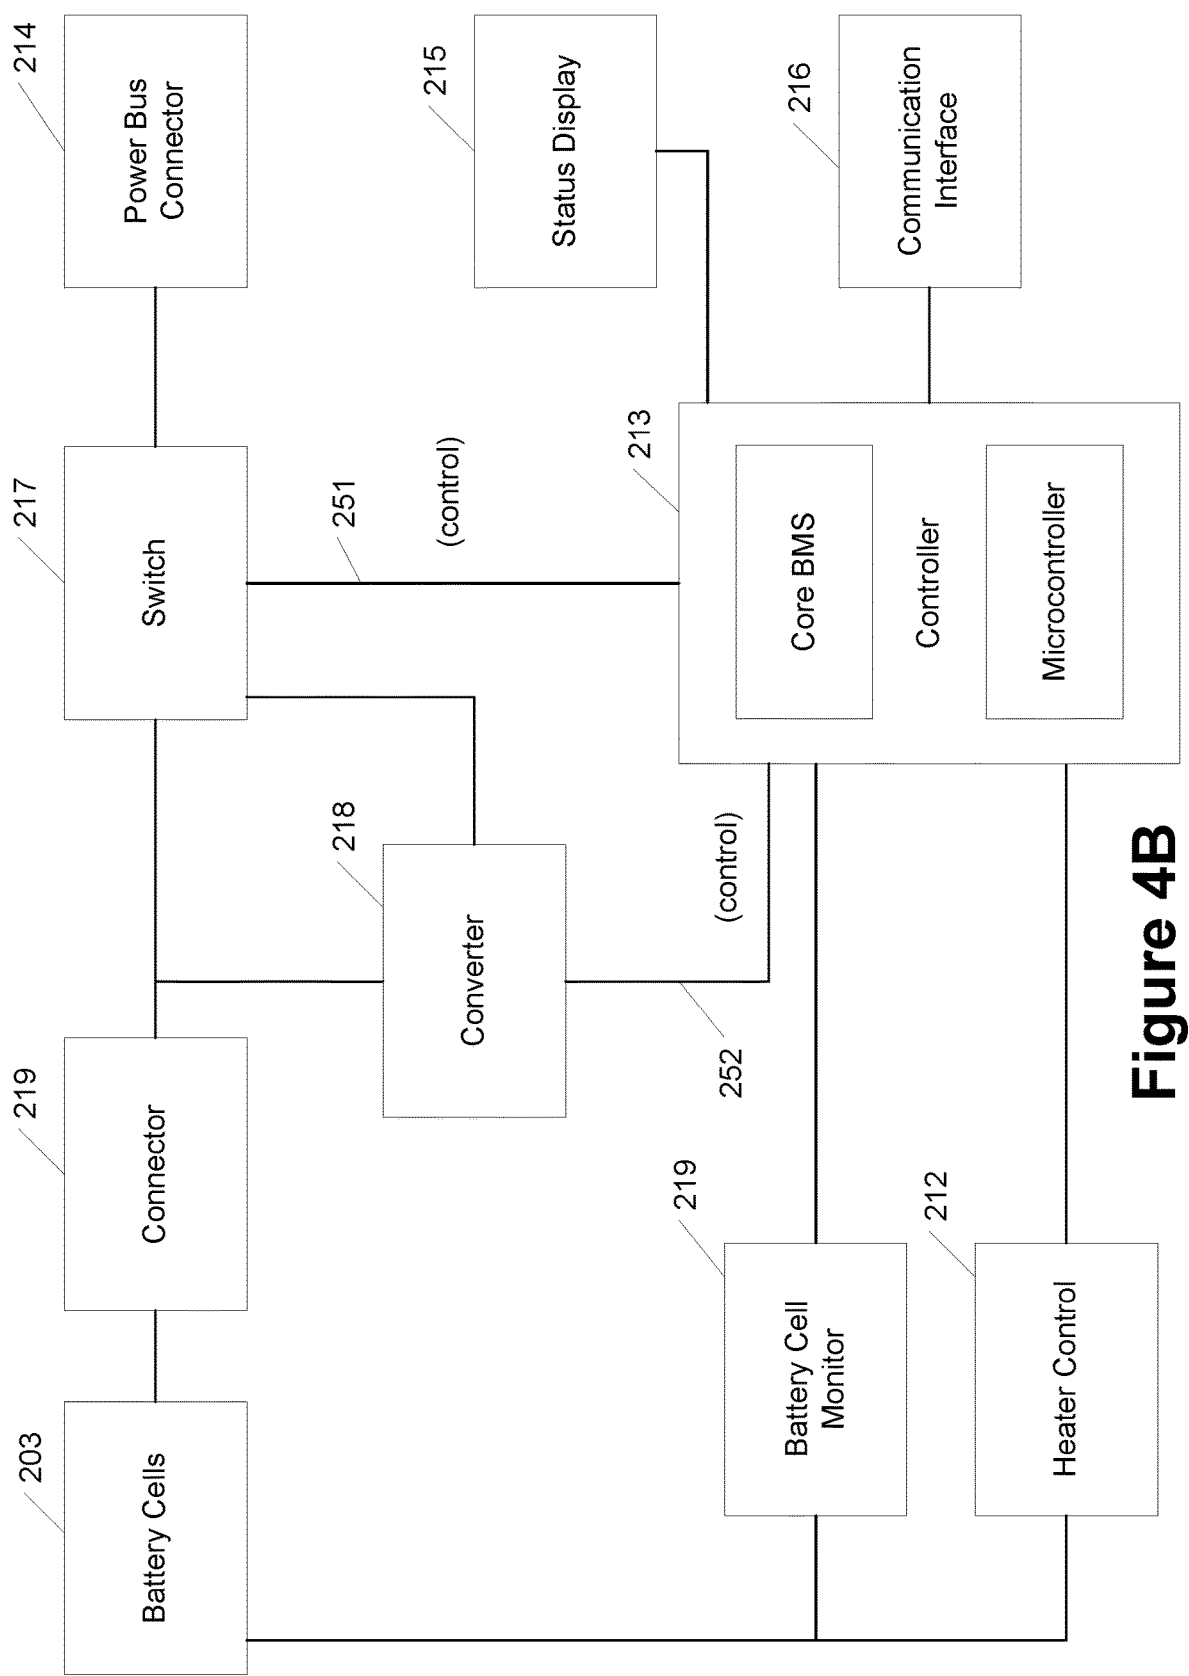 203
Battery Cells
219
Connector
217
Switch
214
Power Bus
Connector
218
Converter
251
(control)
215
Status Display
252
(control)
213
Core BMS
Controller
Microcontroller
216
Communication
Interface
219
Battery Cell
Monitor
212
Heater Control
Figure 4B